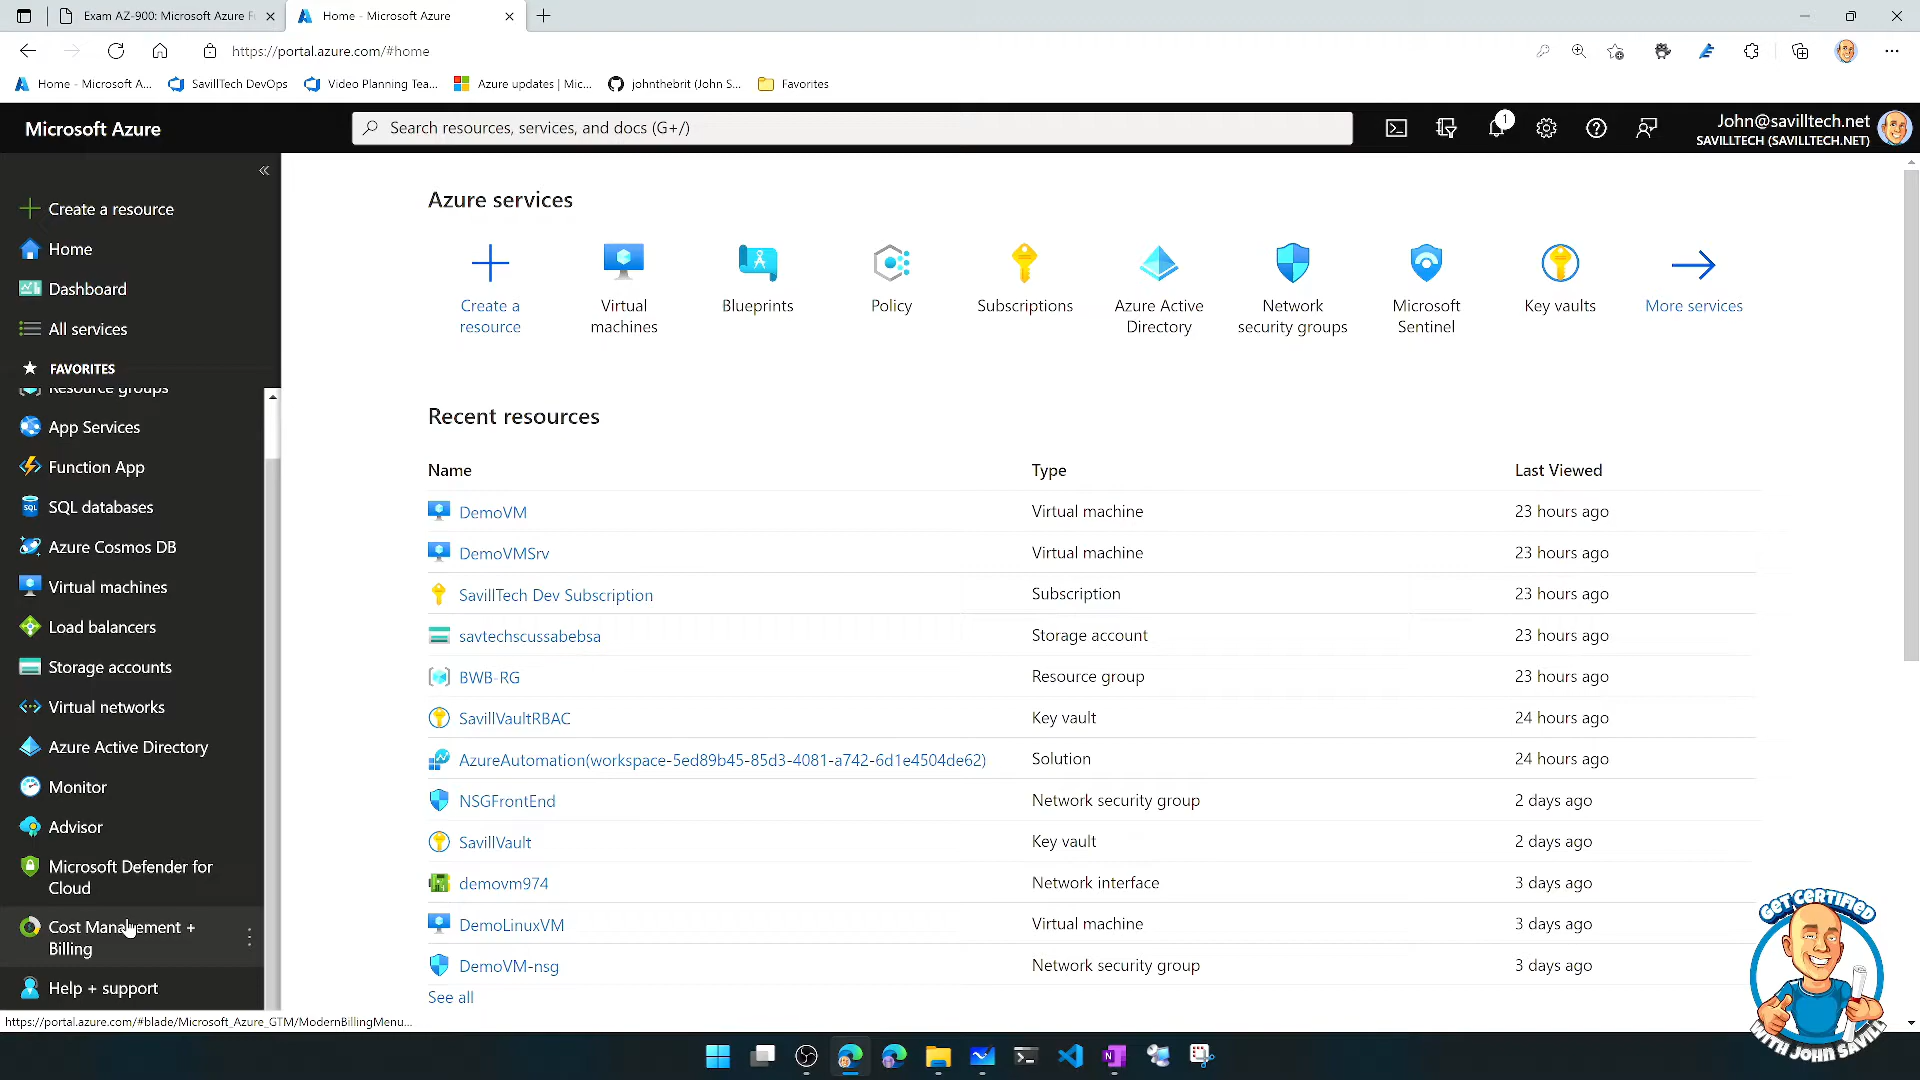 Exam AZ-900: Microsoft Azure F
Home - Microsoft Azure
https://portal.azure.com/#home
Home - Microsoft A...
SavillTech DevOps
Video Planning Tea...
Azure updates | Mic...
johnthebrit (John S...
Favorites
Microsoft Azure
Search resources, services, and docs (G+/)
1
John@savilltech.net
SAVILLTECH (SAVILLTECH.NET)
Create a resource
Home
Dashboard
All services
FAVORITES
Resource groups
App Services
Function App
SQL databases
Azure Cosmos DB
Virtual machines
Load balancers
Storage accounts
Virtual networks
Azure Active Directory
Monitor
Advisor
Microsoft Defender for
Cloud
Cost Management +
Billing
Help + support
https://portal.azure.com/#blade/Microsoft_Azure_GTM/ModernBillingMenu...
Azure services
Create a
resource
Virtual
machines
Blueprints
Policy
Subscriptions
Azure Active
Directory
Network
security groups
Microsoft
Sentinel
Key vaults
More services
Recent resources
Name Type Last Viewed
DemoVM Virtual machine 23 hours ago
DemoVMSrv Virtual machine 23 hours ago
SavillTech Dev Subscription Subscription 23 hours ago
savtechscussabebsa Storage account 23 hours ago
BWB-RG Resource group 23 hours ago
SavillVaultRBAC Key vault 24 hours ago
AzureAutomation(workspace-5ed89b45-85d3-4081-a742-6d1e4504de62) Solution 24 hours ago
NSGFrontEnd Network security group 2 days ago
SavillVault Key vault 2 days ago
demovm974 Network interface 3 days ago
DemoLinuxVM Virtual machine 3 days ago
DemoVM-nsg Network security group 3 days ago
See all
GET CERTIFIED
WITH JOHN SAVILL